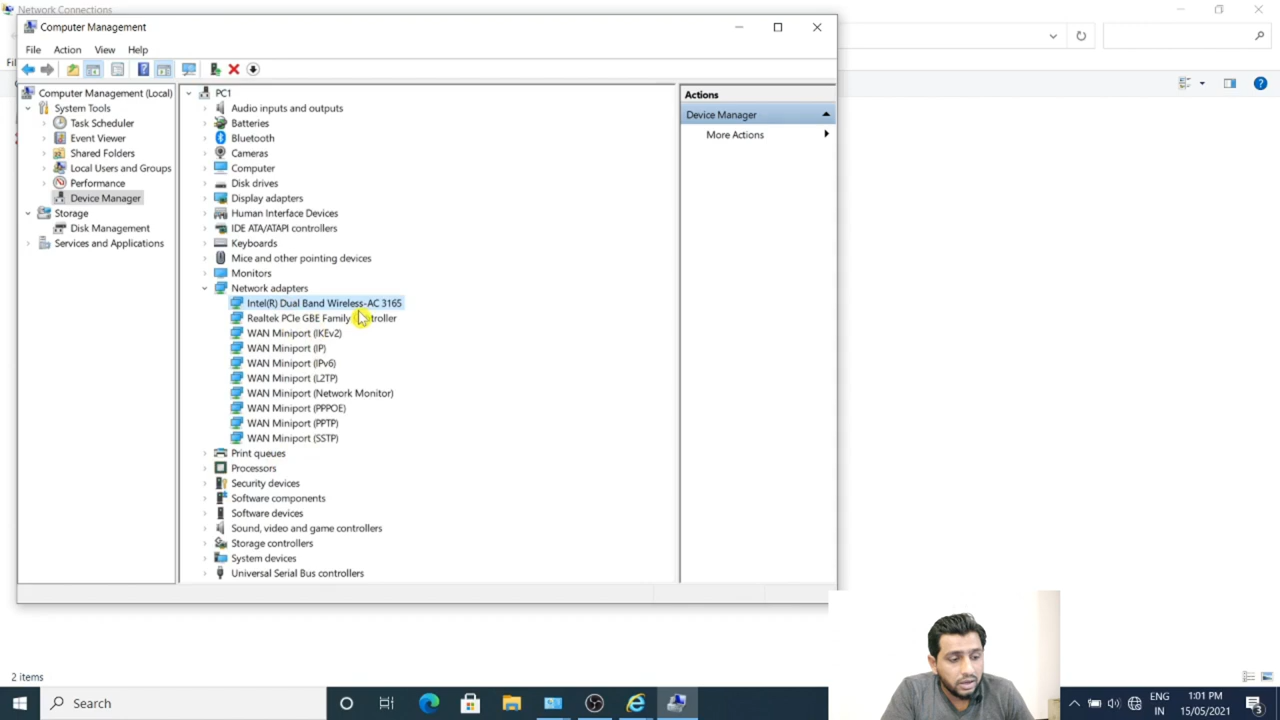 Network Connections
Computer Management
File Action View Help
Computer Management (Local)
System Tools
Task Scheduler
Event Viewer
Shared Folders
Local Users and Groups
Performance
Device Manager
Storage
Disk Management
Services and Applications
PC1
Audio inputs and outputs
Batteries
Bluetooth
Cameras
Computer
Disk drives
Display adapters
Human Interface Devices
IDE ATA/ATAPI controllers
Keyboards
Mice and other pointing devices
Monitors
Network adapters
Intel(R) Dual Band Wireless-AC 3165
Realtek PCIe GBE Family
WAN Miniport (IKEv2)
WAN Miniport (IP)
WAN Miniport (IPv6)
WAN Miniport (L2TP)
WAN Miniport (Network Monitor)
WAN Miniport (PPPOE)
WAN Miniport (PPTP)
WAN Miniport (SSTP)
Print queues
Processors
Security devices
Software components
Software devices
Sound, video and game controllers
Storage controllers
System devices
Universal Serial Bus controllers
Actions
Device Manager
More Actions
2 items
Search
ENG
IN
1:01 PM
15/05/2021
3